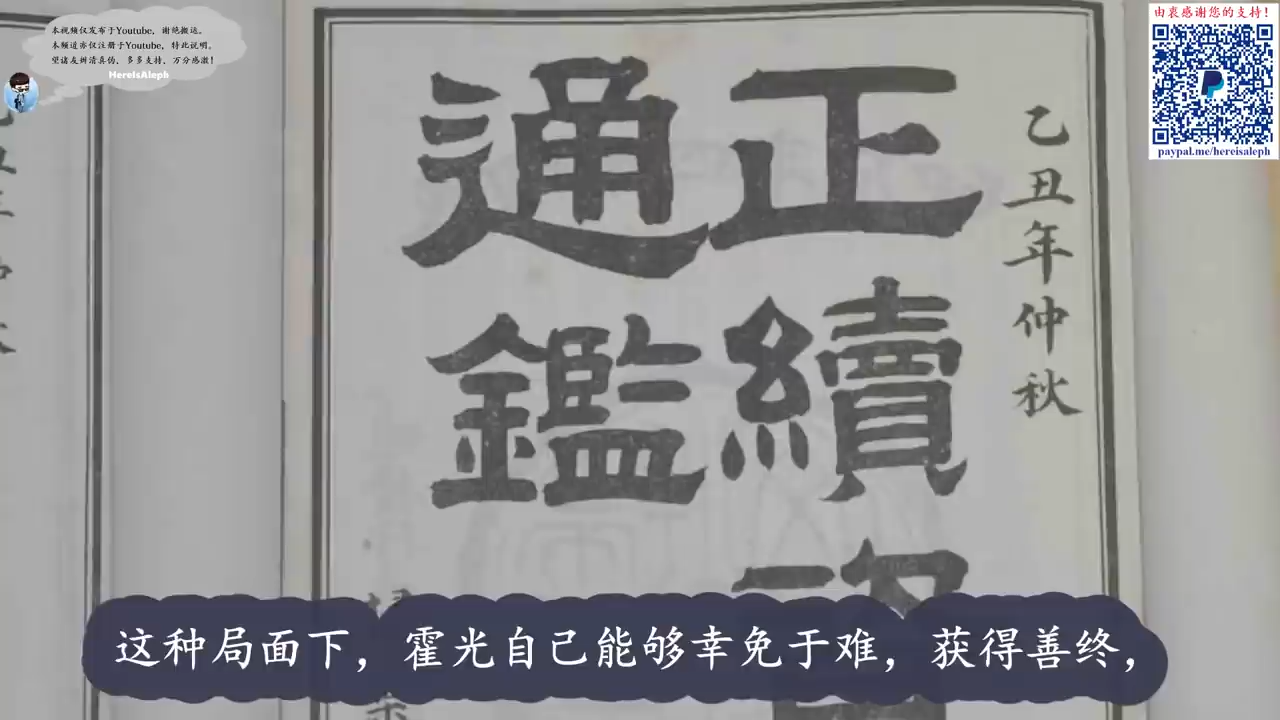 本视频仅发布于Youtube，谢绝搬运。
本频道亦仅注册于Youtube，特此说明。
望诸友辨清真伪，多多支持，万分感激！
HereIsAleph
由衷感谢您的支持！
paypal.me/hereisaleph
乙丑年仲秋
正續資
通鑑
这种局面下，霍光自己能够幸免于难，获得善终，